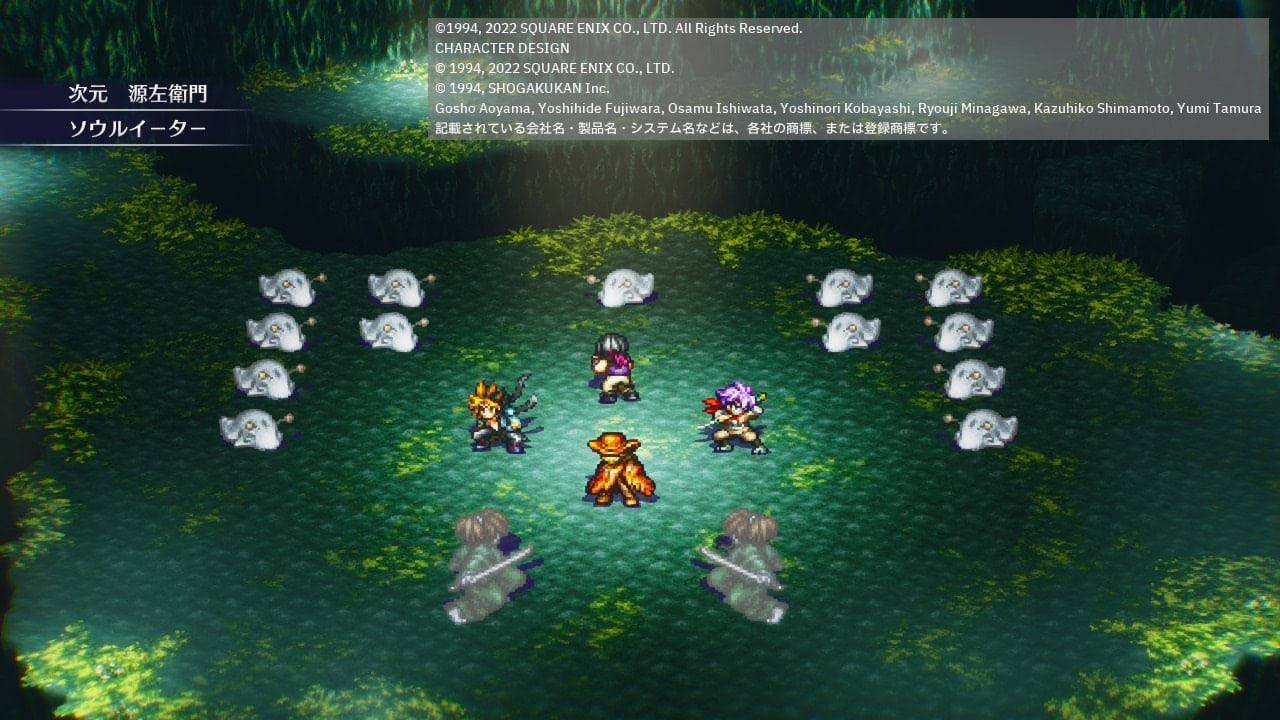 ©1994, 2022 SQUARE ENIX CO., LTD. All Rights Reserved.
CHARACTER DESIGN
© 1994, 2022 SQUARE ENIX CO., LTD.
© 1994, SHOGAKUKAN Inc.
Gosho Aoyama, Yoshihide Fujiwara, Osamu Ishiwata, Yoshinori Kobayashi, Ryouji Minagawa, Kazuhiko Shimamoto, Yumi Tamura
記載されている会社名・製品名・システム名などは、各社の商標、または登録商標です。
次元　源左衛門
ソウルイーター